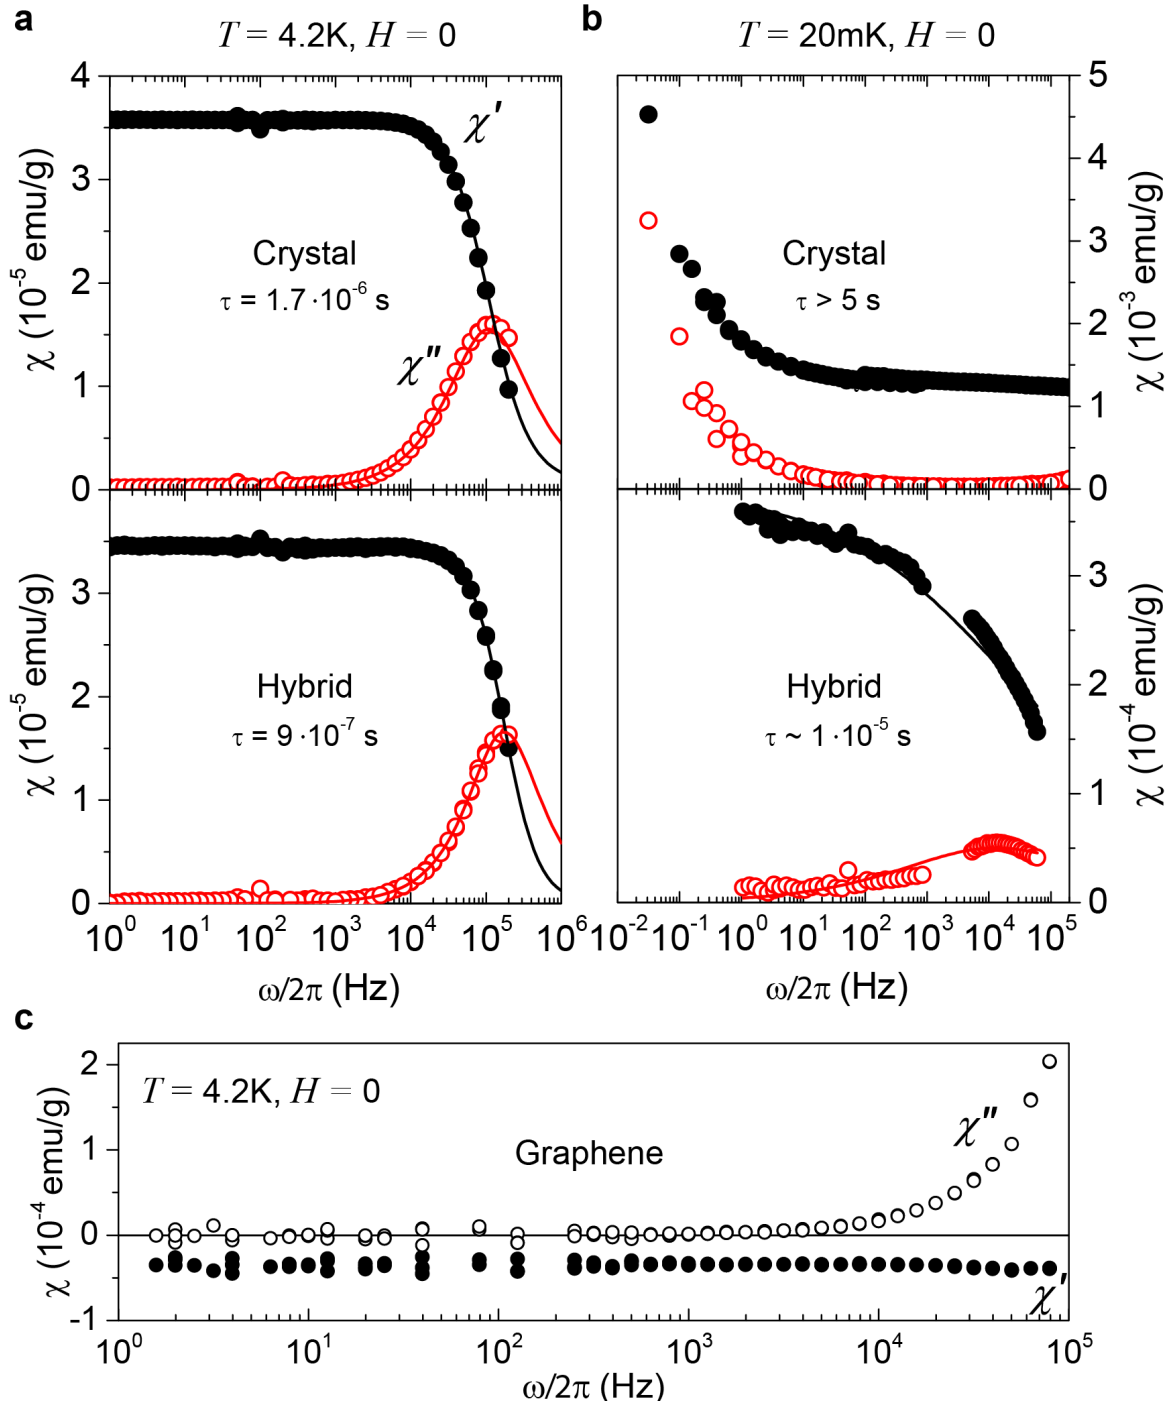 a
T = 4.2K, H = 0
4
3
2
1
0
χ (10⁻⁵ emu/g)
χ'
Crystal
τ = 1.7·10⁻⁶ s
χ''
3
2
1
0
χ (10⁻⁵ emu/g)
Hybrid
τ = 9·10⁻⁷ s
10⁰ 10¹ 10² 10³ 10⁴ 10⁵ 10⁶
ω/2π (Hz)
b
T = 20mK, H = 0
5
4
3
2
1
0
χ (10⁻³ emu/g)
Crystal
τ > 5 s
3
2
1
0
χ (10⁻⁴ emu/g)
Hybrid
τ ~ 1·10⁻⁵ s
10⁻² 10⁻¹ 10⁰ 10¹ 10² 10³ 10⁴ 10⁵
ω/2π (Hz)
c
2
1
0
-1
χ (10⁻⁴ emu/g)
T = 4.2K, H = 0
Graphene
χ''
χ'
10⁰ 10¹ 10² 10³ 10⁴ 10⁵
ω/2π (Hz)